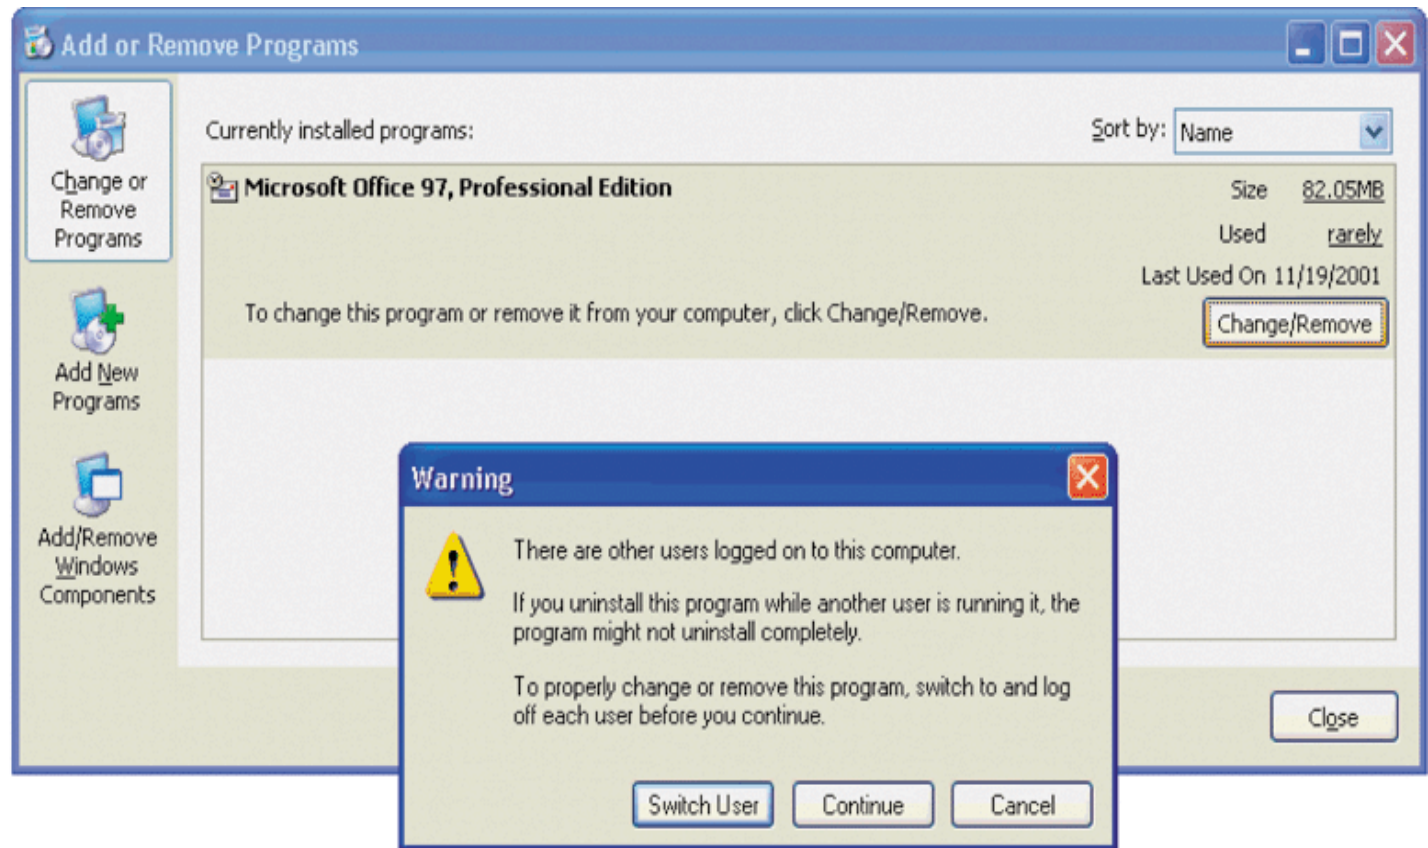 Add or Remove Programs
Change or
Remove
Programs
Add New
Programs
Add/Remove
Windows
Components
Currently installed programs:
Sort by: Name
Microsoft Office 97, Professional Edition
Size 82.05MB
Used rarely
Last Used On 11/19/2001
To change this program or remove it from your computer, click Change/Remove.
Change/Remove
Close
Warning
There are other users logged on to this computer.
If you uninstall this program while another user is running it, the
program might not uninstall completely.
To properly change or remove this program, switch to and log
off each user before you continue.
Switch User
Continue
Cancel